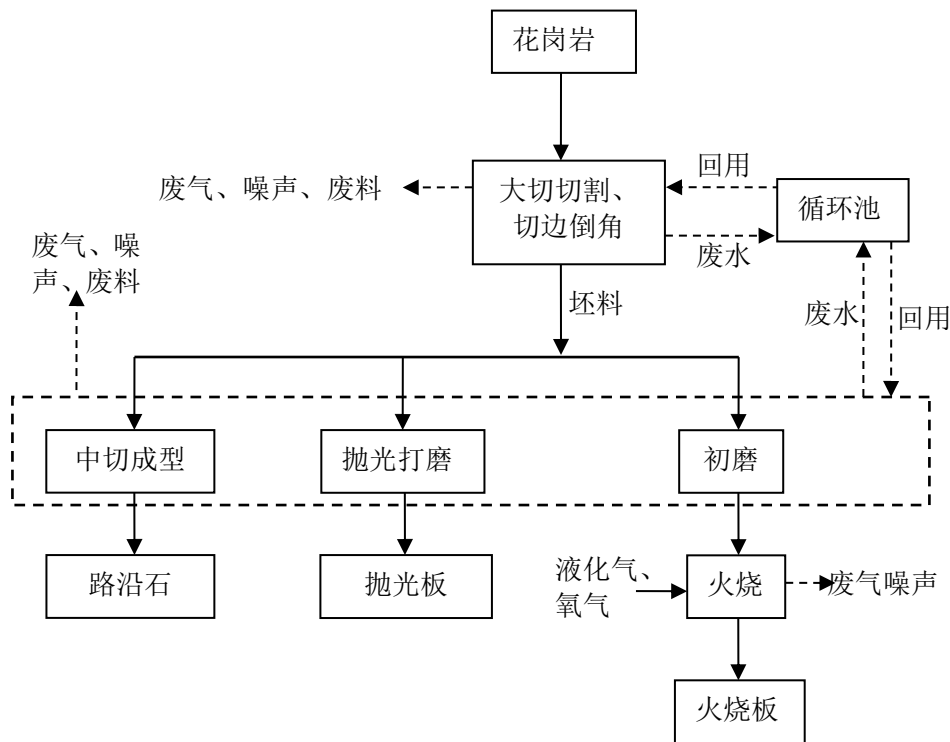 花岗岩
废气、噪声、废料
大切切割、
切边倒角
回用
循环池
废水
废气、噪
声、废料
坯料
废水
回用
中切成型
抛光打磨
初磨
路沿石
抛光板
液化气、
氧气
火烧
废气噪声
火烧板